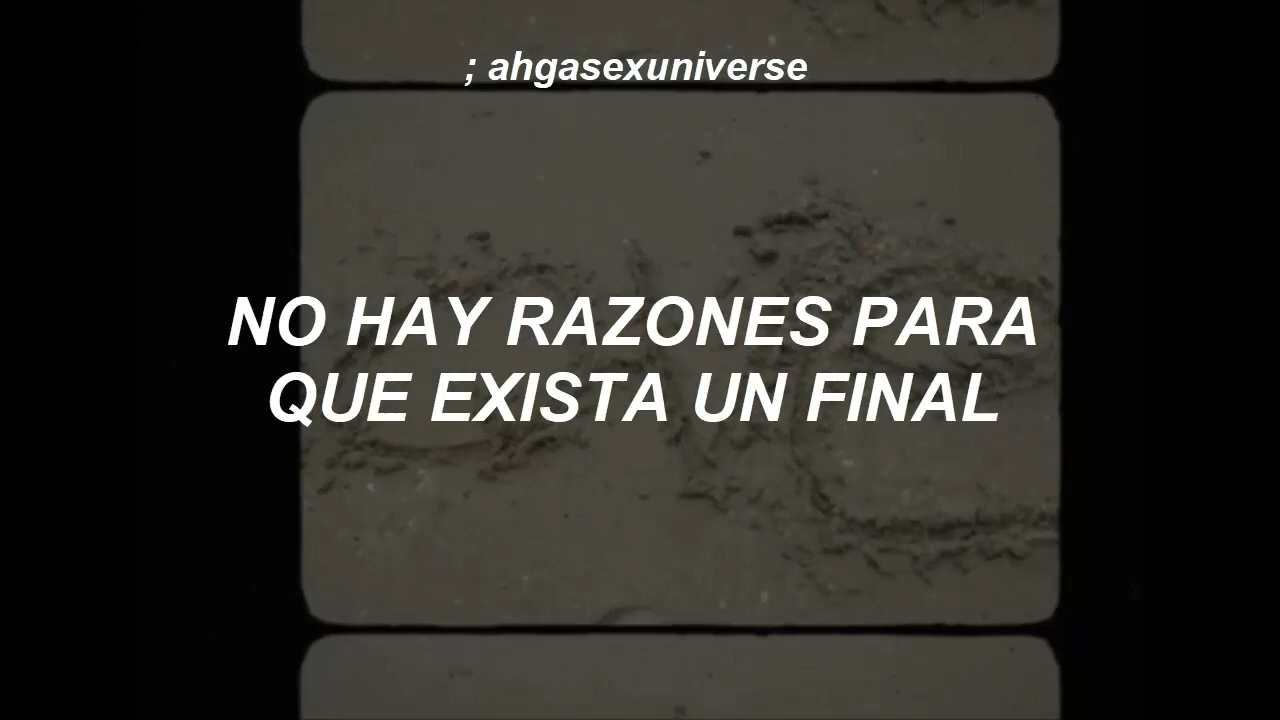 ; ahgasexuniverse
NO HAY RAZONES PARA
QUE EXISTA UN FINAL